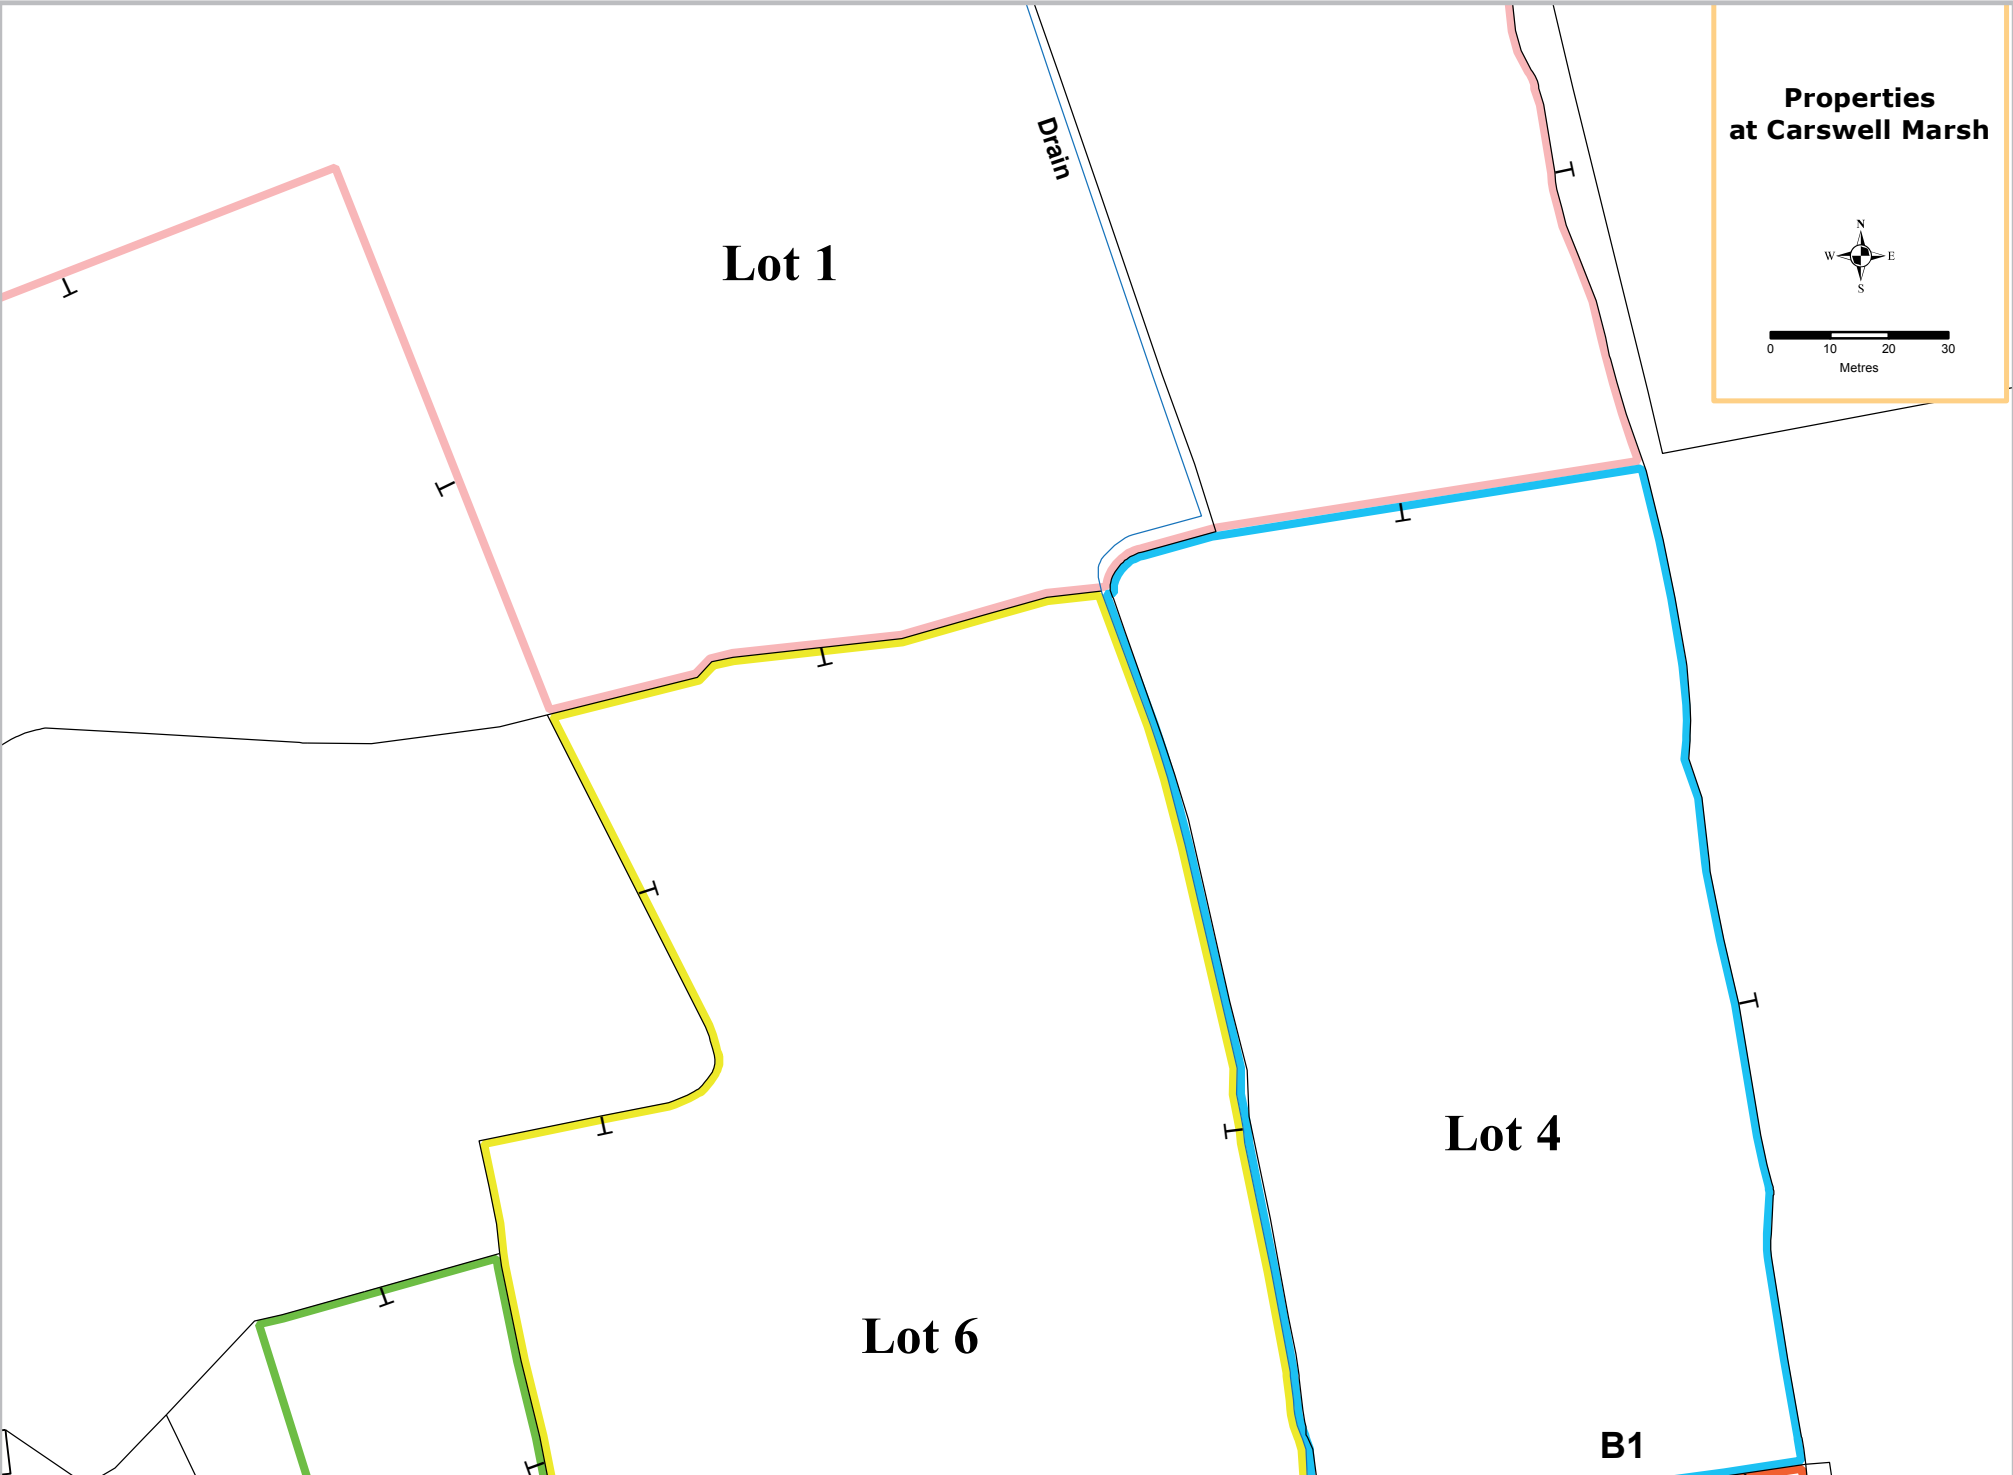 Properties
at Carswell Marsh
N
W E
S
0 10 20 30
Metres
Drain
Lot 1
Lot 4
Lot 6
B1